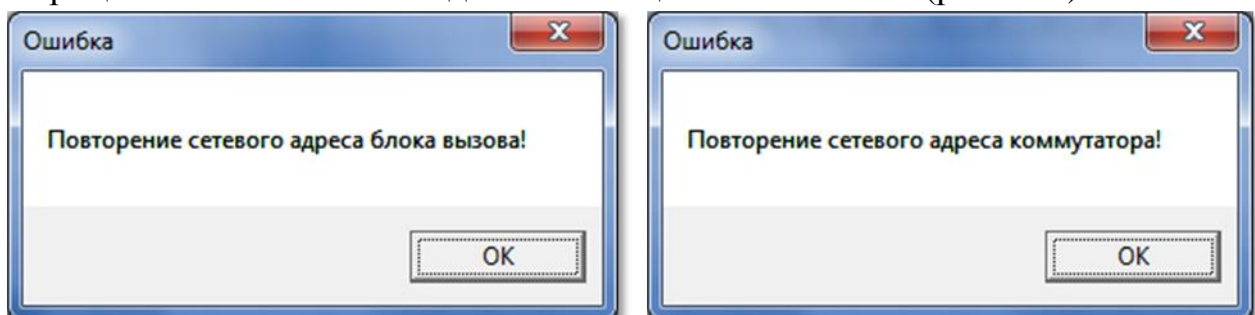 Ошибка
Повторение сетевого адреса блока вызова!
OK
Ошибка
Повторение сетевого адреса коммутатора!
OK